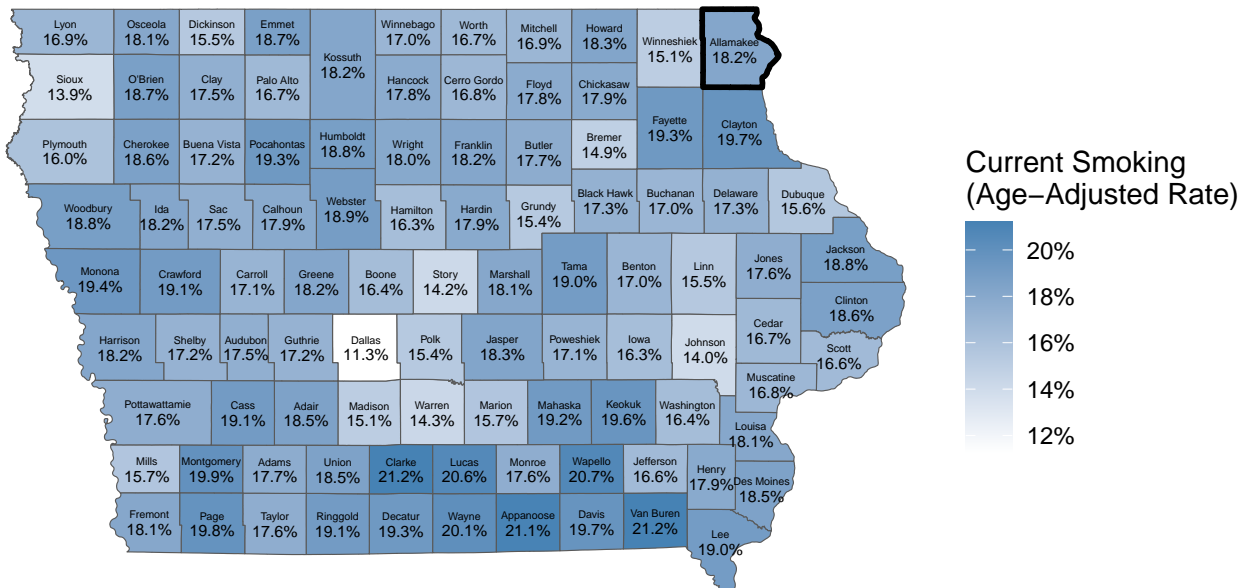 Lyon
16.9%
Osceola
18.1%
Dickinson
15.5%
Emmet
18.7%
Kossuth
18.2%
Winnebago
17.0%
Worth
16.7%
Mitchell
16.9%
Howard
18.3%
Winneshiek
15.1%
Allamakee
18.2%
Sioux
13.9%
O'Brien
18.7%
Clay
17.5%
Palo Alto
16.7%
Hancock
17.8%
Cerro Gordo
16.8%
Floyd
17.8%
Chickasaw
17.9%
Fayette
19.3%
Clayton
19.7%
Plymouth
16.0%
Cherokee
18.6%
Buena Vista
17.2%
Pocahontas
19.3%
Humboldt
18.8%
Wright
18.0%
Franklin
18.2%
Butler
17.7%
Bremer
14.9%
Woodbury
18.8%
Ida
18.2%
Sac
17.5%
Calhoun
17.9%
Webster
18.9%
Hamilton
16.3%
Hardin
17.9%
Grundy
15.4%
Black Hawk
17.3%
Buchanan
17.0%
Delaware
17.3%
Dubuque
15.6%
Monona
19.4%
Crawford
19.1%
Carroll
17.1%
Greene
18.2%
Boone
16.4%
Story
14.2%
Marshall
18.1%
Tama
19.0%
Benton
17.0%
Linn
15.5%
Jones
17.6%
Jackson
18.8%
Clinton
18.6%
Harrison
18.2%
Shelby
17.2%
Audubon
17.5%
Guthrie
17.2%
Dallas
11.3%
Polk
15.4%
Jasper
18.3%
Poweshiek
17.1%
Iowa
16.3%
Johnson
14.0%
Cedar
16.7%
Scott
16.6%
Muscatine
16.8%
Pottawattamie
17.6%
Cass
19.1%
Adair
18.5%
Madison
15.1%
Warren
14.3%
Marion
15.7%
Mahaska
19.2%
Keokuk
19.6%
Washington
16.4%
Louisa
18.1%
Mills
15.7%
Montgomery
19.9%
Adams
17.7%
Union
18.5%
Clarke
21.2%
Lucas
20.6%
Monroe
17.6%
Wapello
20.7%
Jefferson
16.6%
Henry
17.9%
Des Moines
18.5%
Fremont
18.1%
Page
19.8%
Taylor
17.6%
Ringgold
19.1%
Decatur
19.3%
Wayne
20.1%
Appanoose
21.1%
Davis
19.7%
Van Buren
21.2%
Lee
19.0%
Current Smoking
(Age−Adjusted Rate)
20%
18%
16%
14%
12%